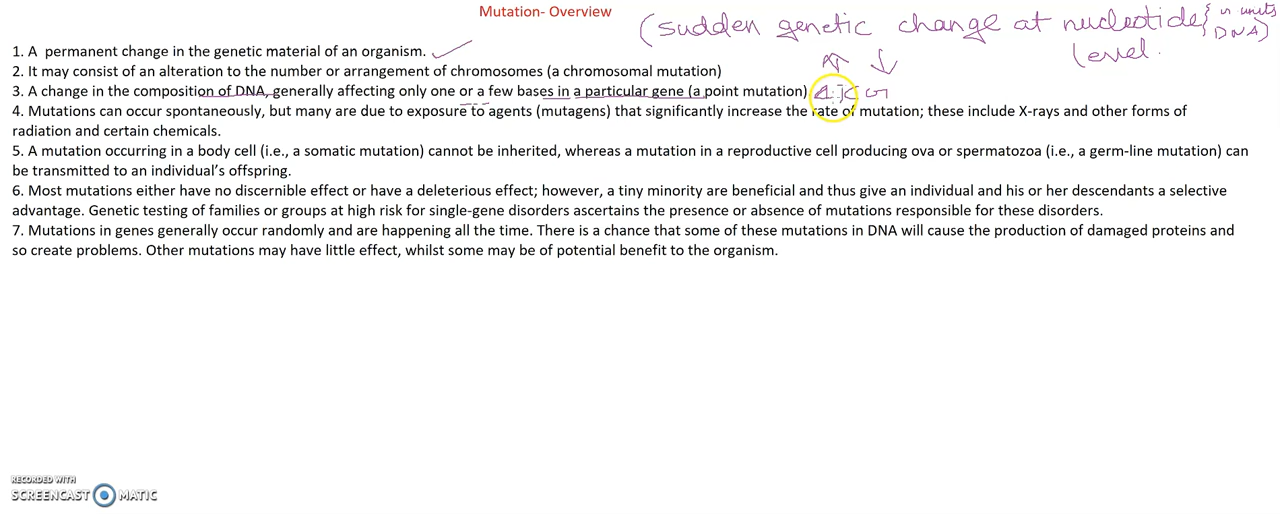 Mutation- Overview
(sudden genetic change at nucleotide
level.
units
DNA)
1. A  permanent change in the genetic material of an organism.
2. It may consist of an alteration to the number or arrangement of chromosomes (a chromosomal mutation)
3. A change in the composition of DNA, generally affecting only one or a few bases in a particular gene (a point mutation)
4. Mutations can occur spontaneously, but many are due to exposure to agents (mutagens) that significantly increase the rate of mutation; these include X-rays and other forms of
radiation and certain chemicals.
5. A mutation occurring in a body cell (i.e., a somatic mutation) cannot be inherited, whereas a mutation in a reproductive cell producing ova or spermatozoa (i.e., a germ-line mutation) can
be transmitted to an individual’s offspring.
6. Most mutations either have no discernible effect or have a deleterious effect; however, a tiny minority are beneficial and thus give an individual and his or her descendants a selective
advantage. Genetic testing of families or groups at high risk for single-gene disorders ascertains the presence or absence of mutations responsible for these disorders.
7. Mutations in genes generally occur randomly and are happening all the time. There is a chance that some of these mutations in DNA will cause the production of damaged proteins and
so create problems. Other mutations may have little effect, whilst some may be of potential benefit to the organism.
RECORDED WITH
SCREENCAST MATIC